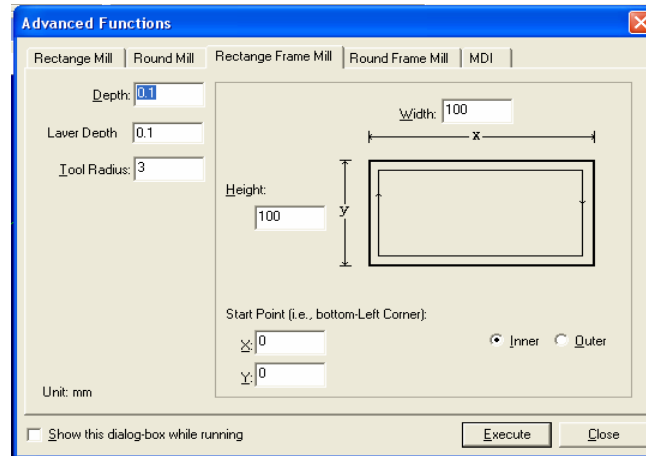 Advanced Functions
Rectange Mill Round Mill Rectange Frame Mill Round Frame Mill MDI
Depth: 0.1
Laver Depth 0.1
Tool Radius: 3
Width: 100
x
Height:
100
y
Start Point (i.e., bottom-Left Corner):
X: 0
Y: 0
Inner Outer
Unit: mm
Show this dialog-box while running
Execute Close